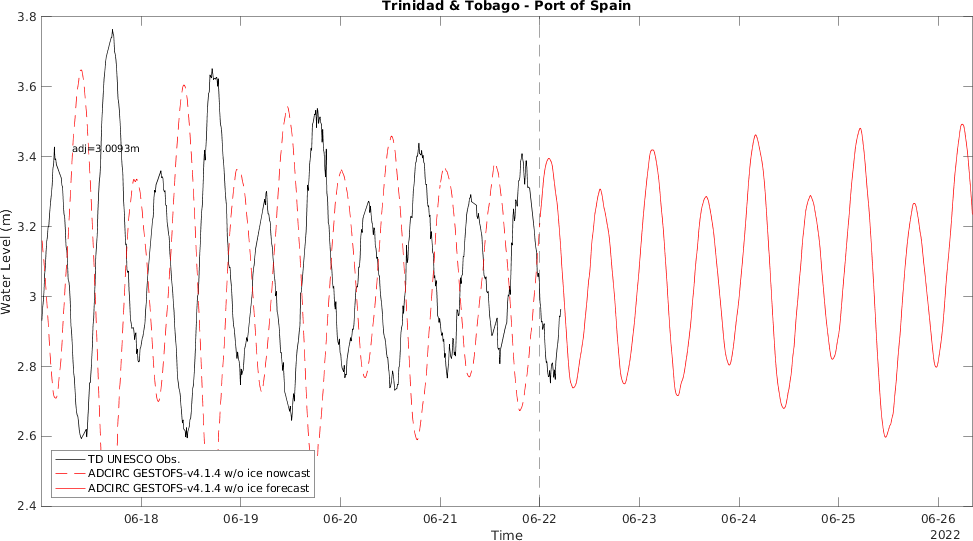 Trinidad & Tobago - Port of Spain
3.8
3.6
3.4
3.2
3
2.8
2.6
2.4
Water Level (m)
adj=3.0093m
TD UNESCO Obs.
ADCIRC GESTOFS-v4.1.4 w/o ice nowcast
ADCIRC GESTOFS-v4.1.4 w/o ice forecast
06-18 06-19 06-20 06-21 06-22 06-23 06-24 06-25 06-26
Time
2022